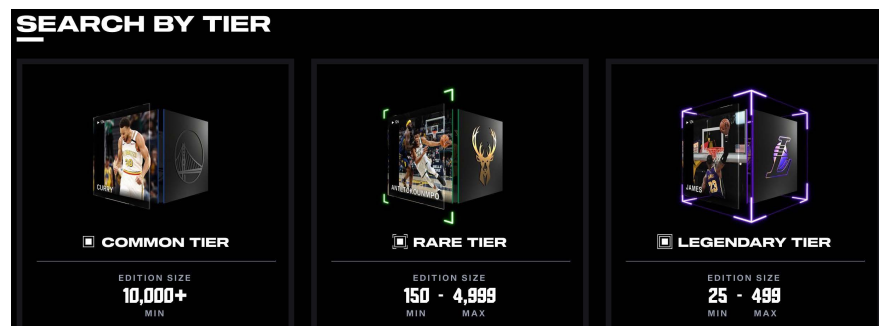 SEARCH BY TIER
CURRY
ANTETOKOUNMPO
JAMES
23
COMMON TIER
RARE TIER
LEGENDARY TIER
EDITION SIZE
10,000+
MIN
EDITION SIZE
150 - 4,999
MIN MAX
EDITION SIZE
25 - 499
MIN MAX